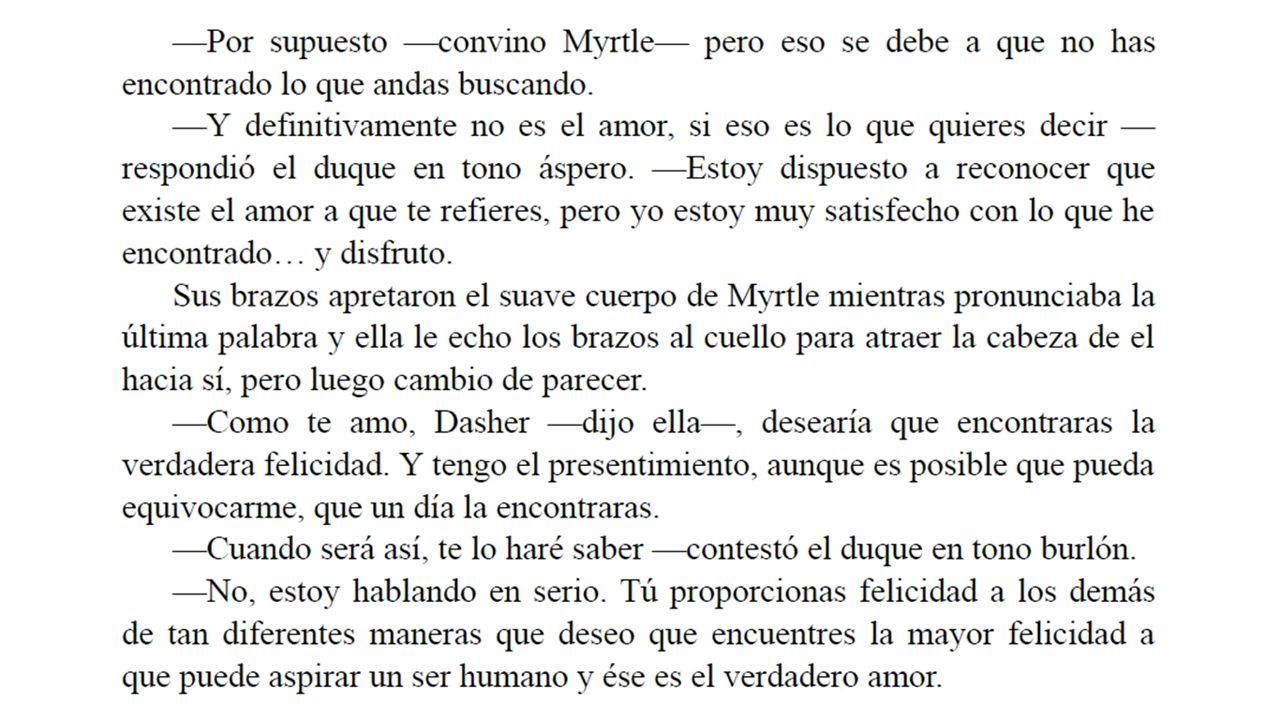 —Por supuesto —convino Myrtle— pero eso se debe a que no has
encontrado lo que andas buscando.
—Y definitivamente no es el amor, si eso es lo que quieres decir —
respondió el duque en tono áspero. —Estoy dispuesto a reconocer que
existe el amor a que te refieres, pero yo estoy muy satisfecho con lo que he
encontrado… y disfruto.
Sus brazos apretaron el suave cuerpo de Myrtle mientras pronunciaba la
última palabra y ella le echo los brazos al cuello para atraer la cabeza de el
hacia sí, pero luego cambio de parecer.
—Como te amo, Dasher —dijo ella—, desearía que encontraras la
verdadera felicidad. Y tengo el presentimiento, aunque es posible que pueda
equivocarme, que un día la encontraras.
—Cuando será así, te lo haré saber —contestó el duque en tono burlón.
—No, estoy hablando en serio. Tú proporcionas felicidad a los demás
de tan diferentes maneras que deseo que encuentres la mayor felicidad a
que puede aspirar un ser humano y ése es el verdadero amor.